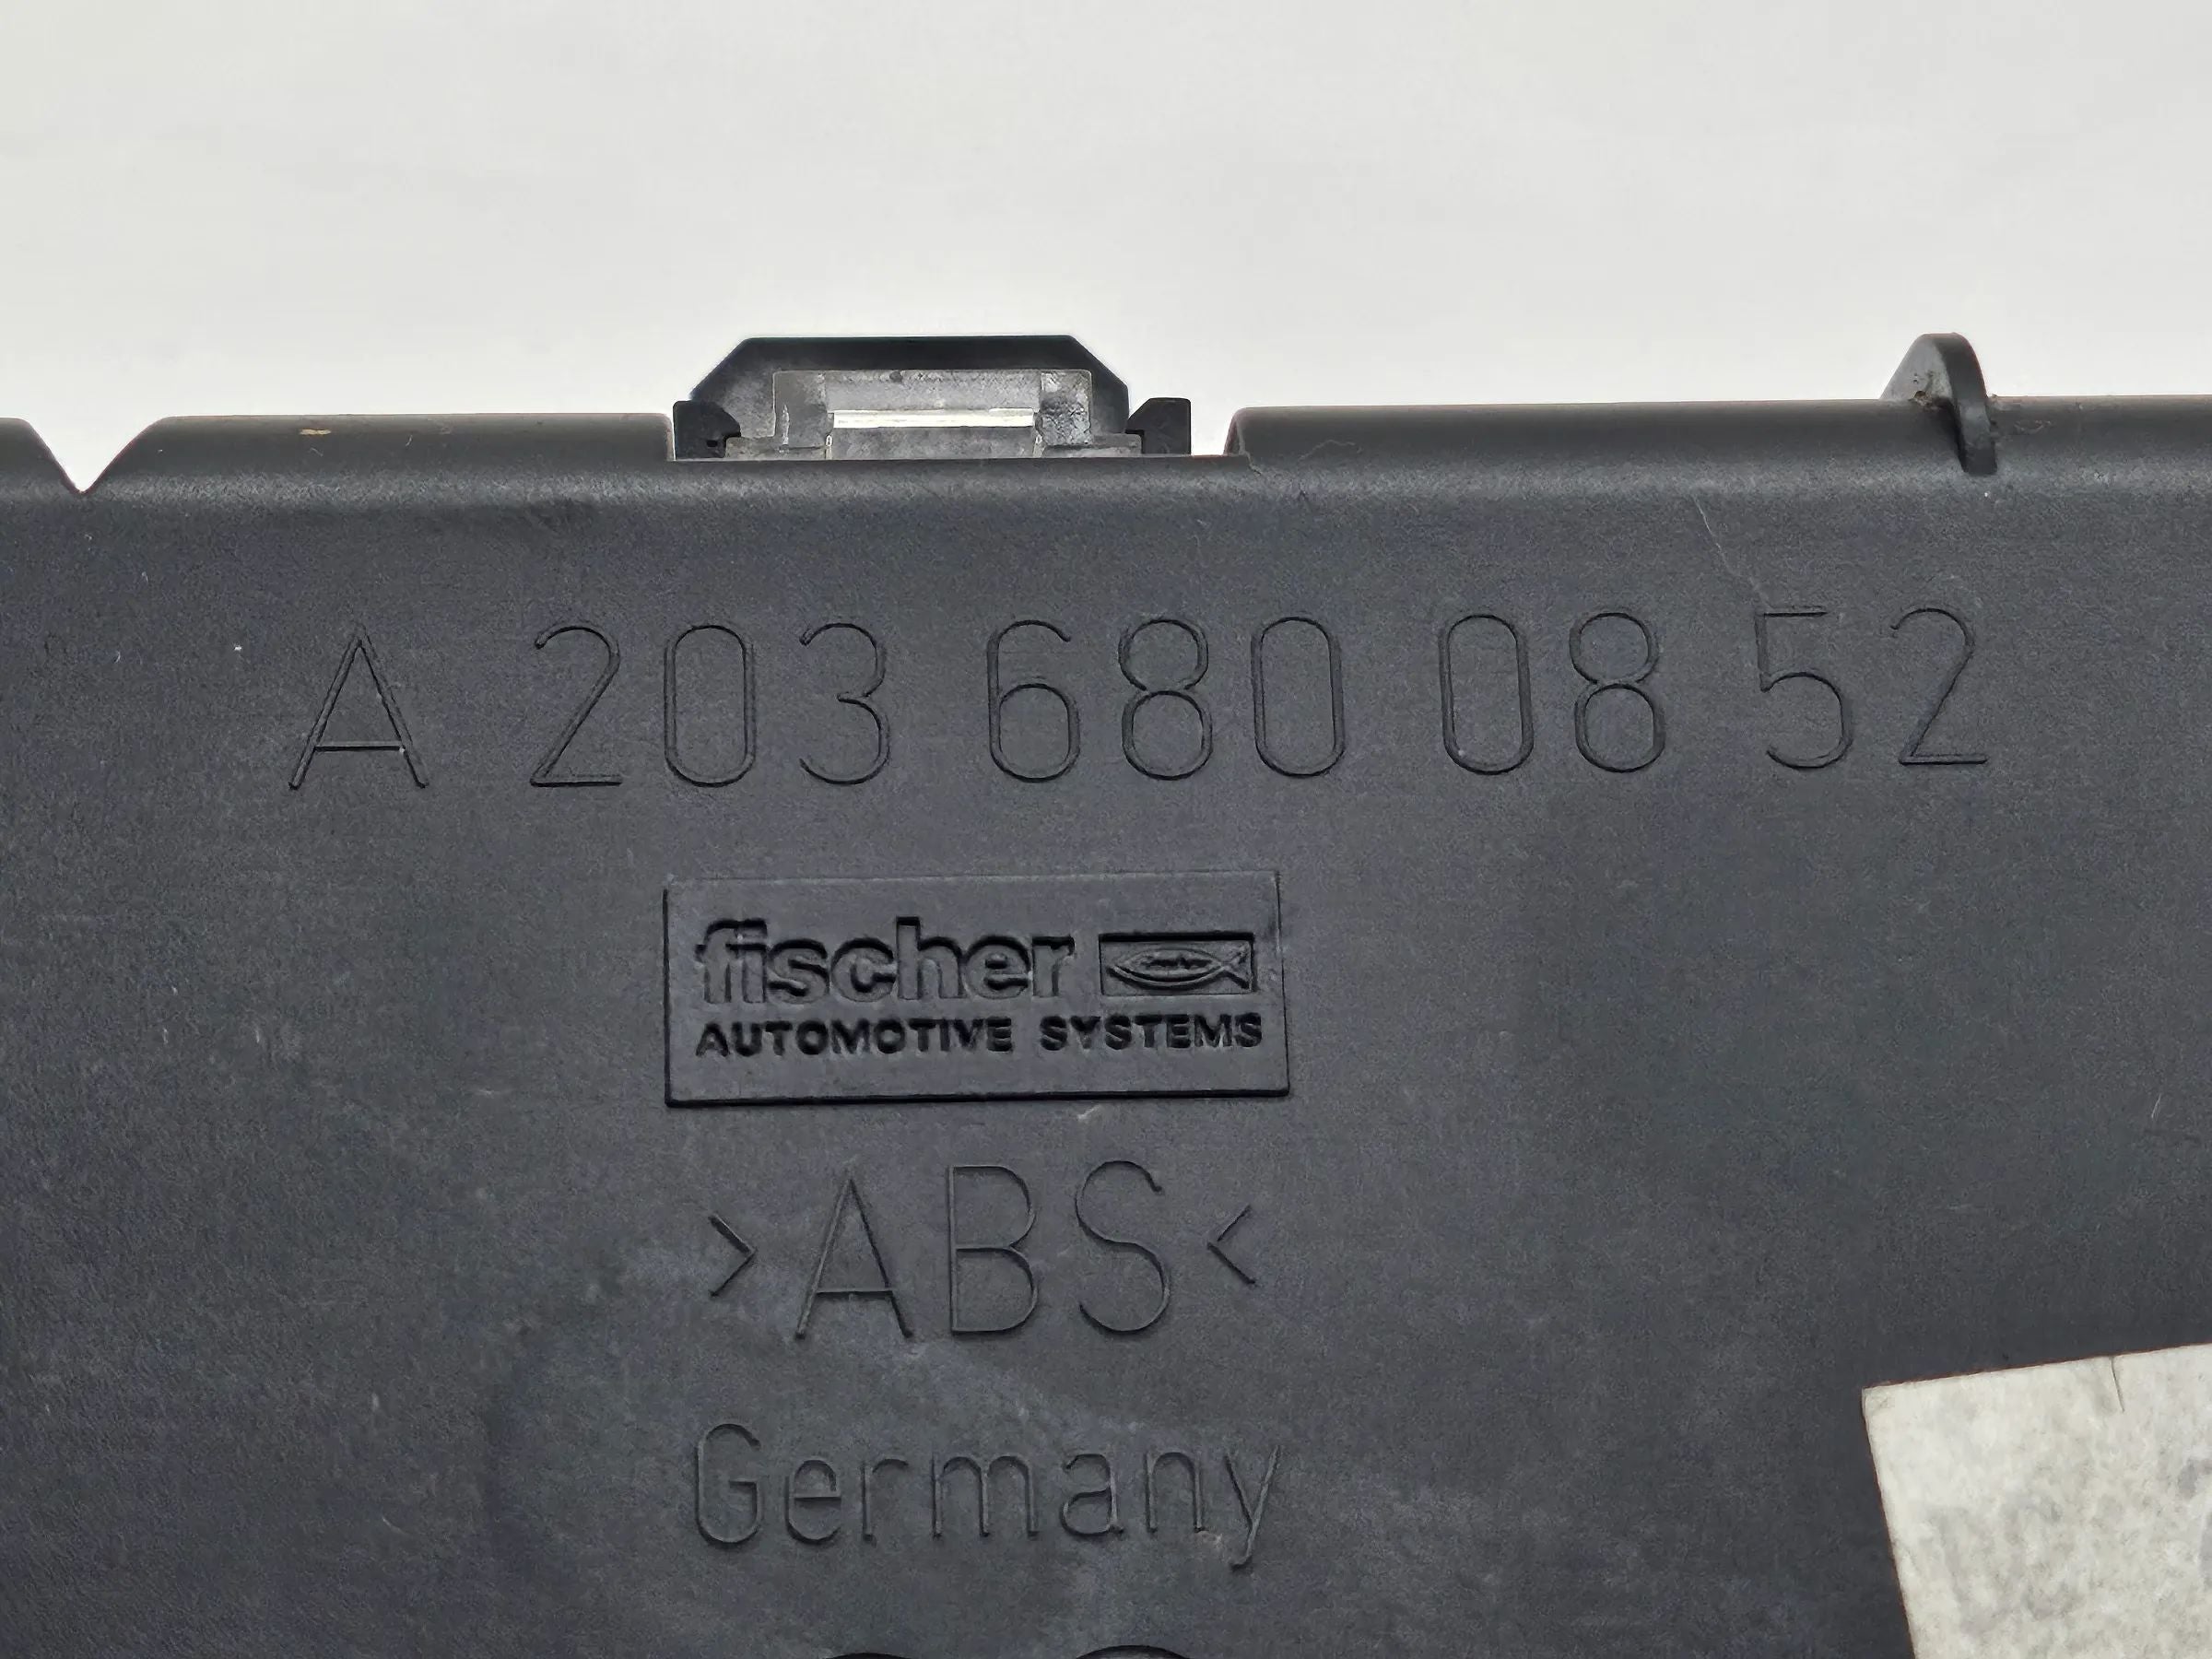 A 203 680 08 52
fischer
AUTOMOTIVE SYSTEMS
>ABS<
Germany